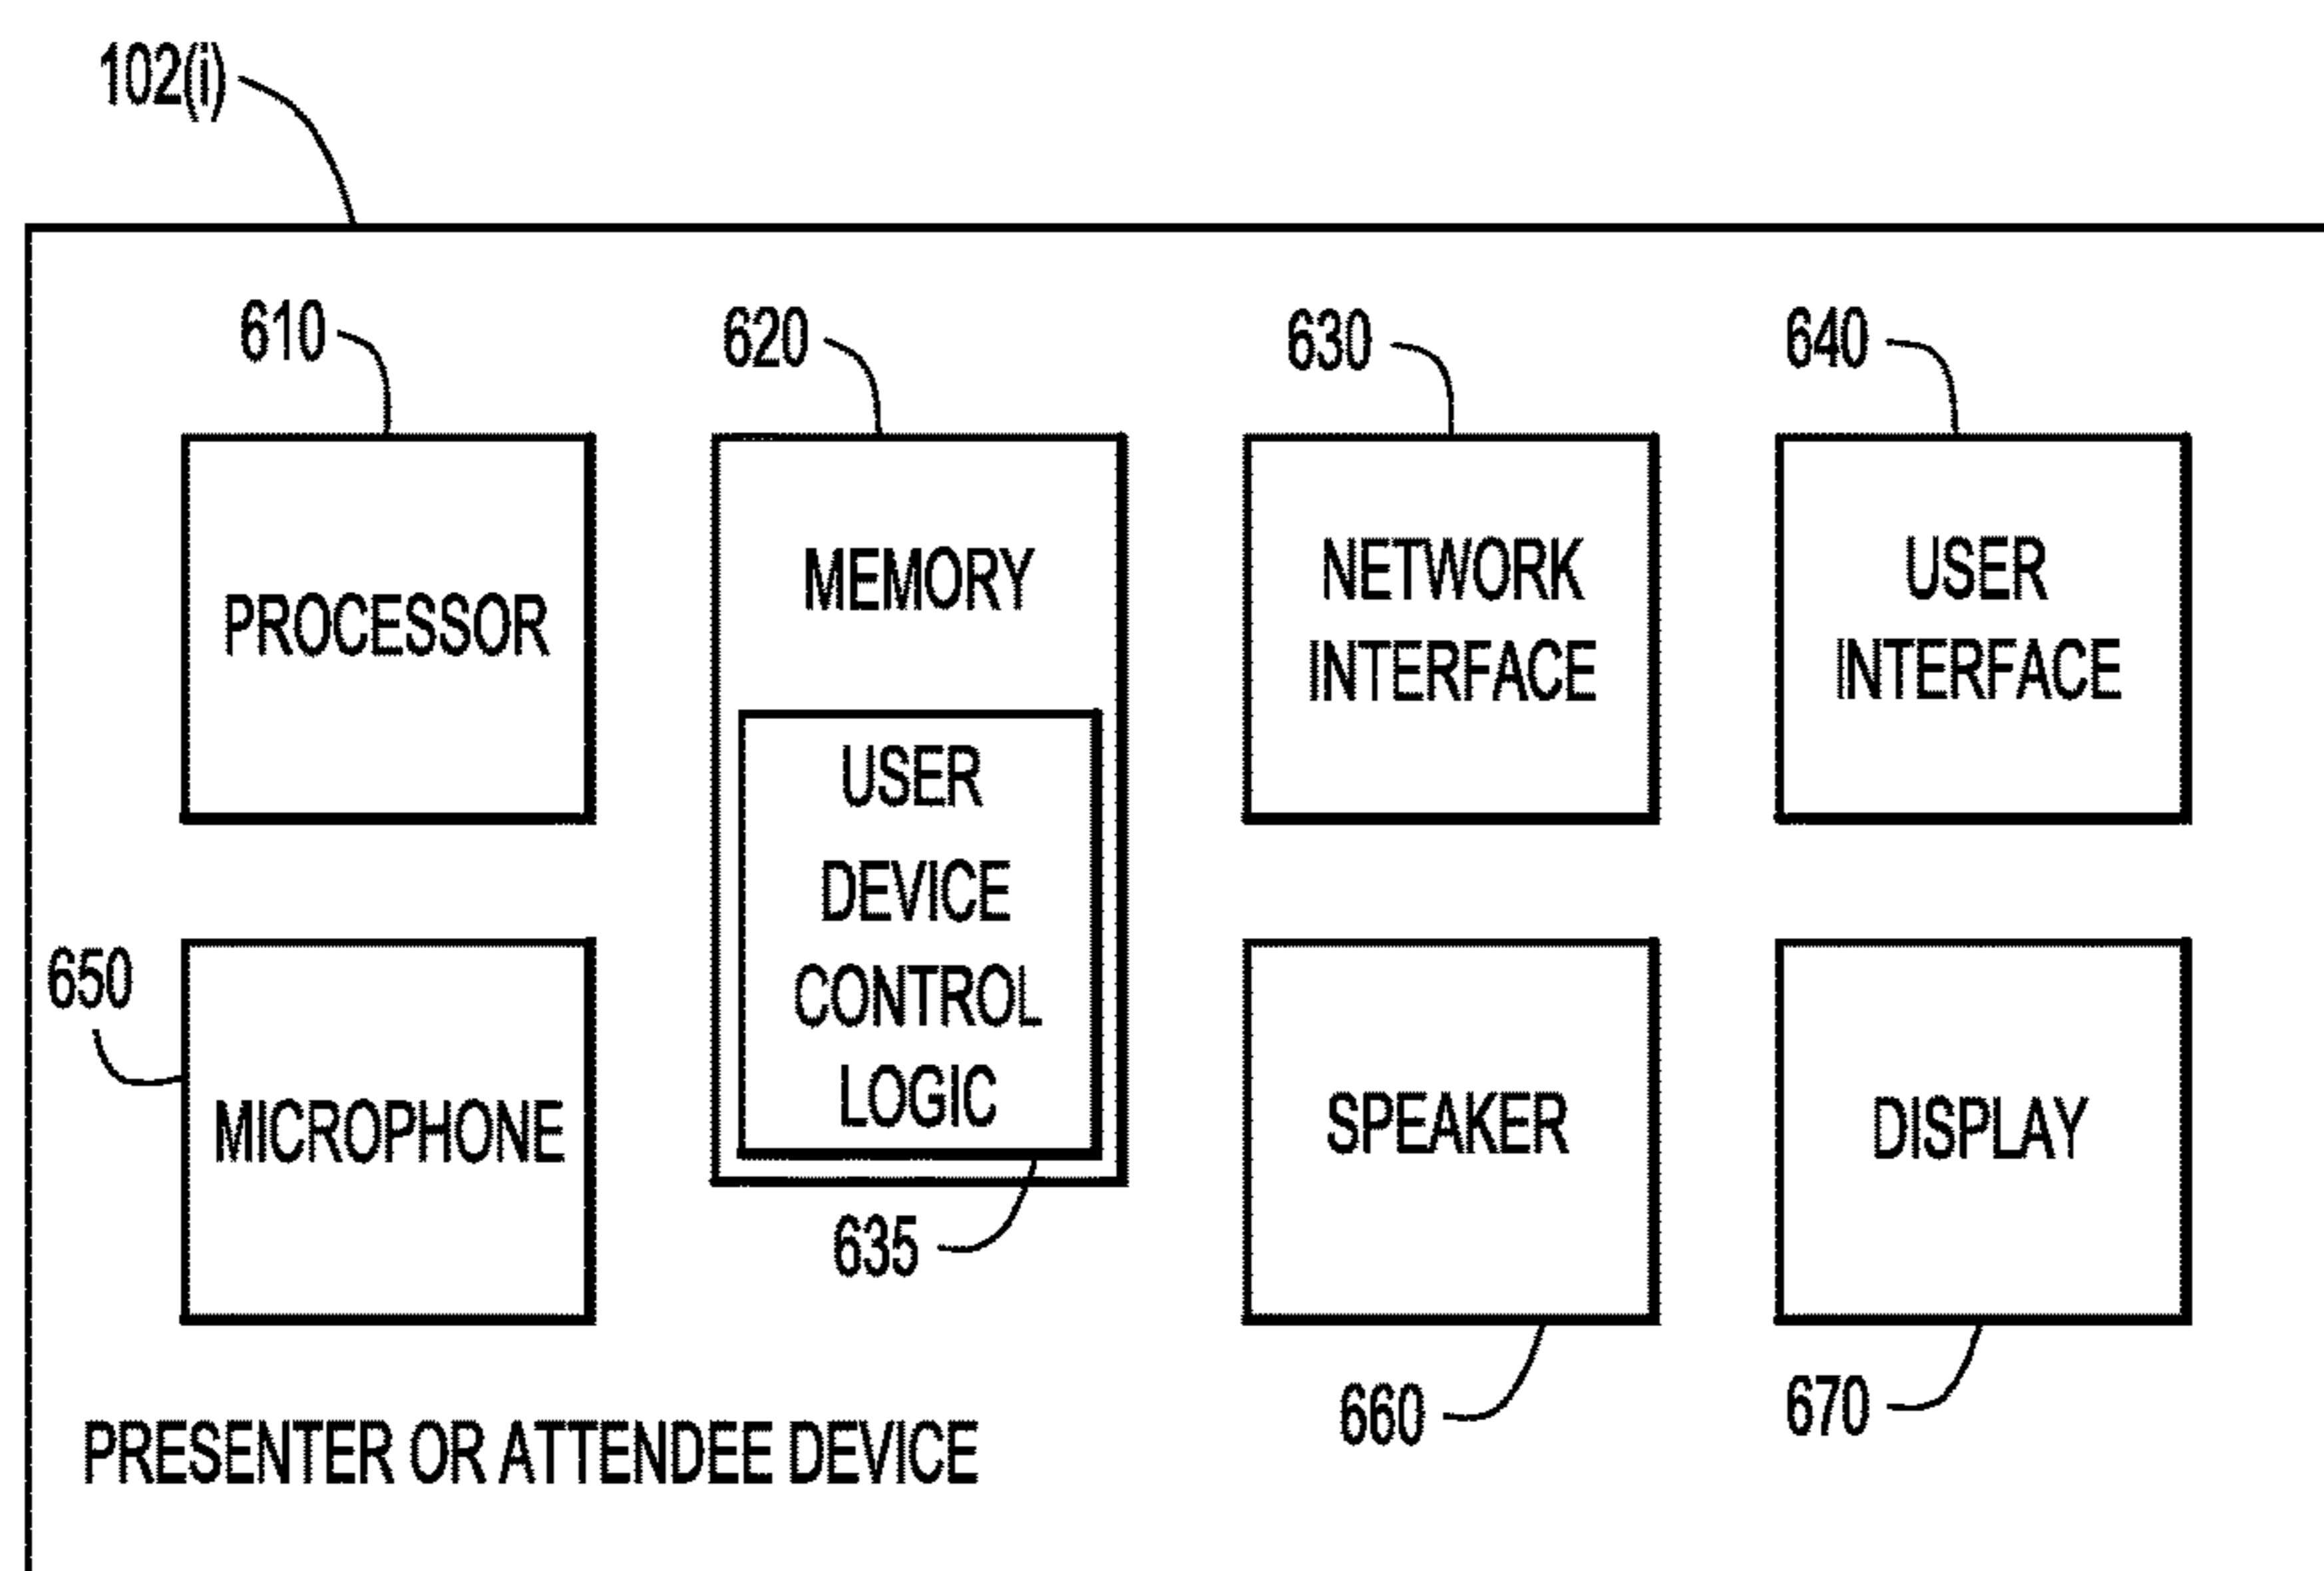 102(i)
610
620
630
640
PROCESSOR
MEMORY
NETWORK
INTERFACE
USER
INTERFACE
USER
DEVICE
CONTROL
LOGIC
650
MICROPHONE
635
SPEAKER
660
DISPLAY
670
PRESENTER OR ATTENDEE DEVICE